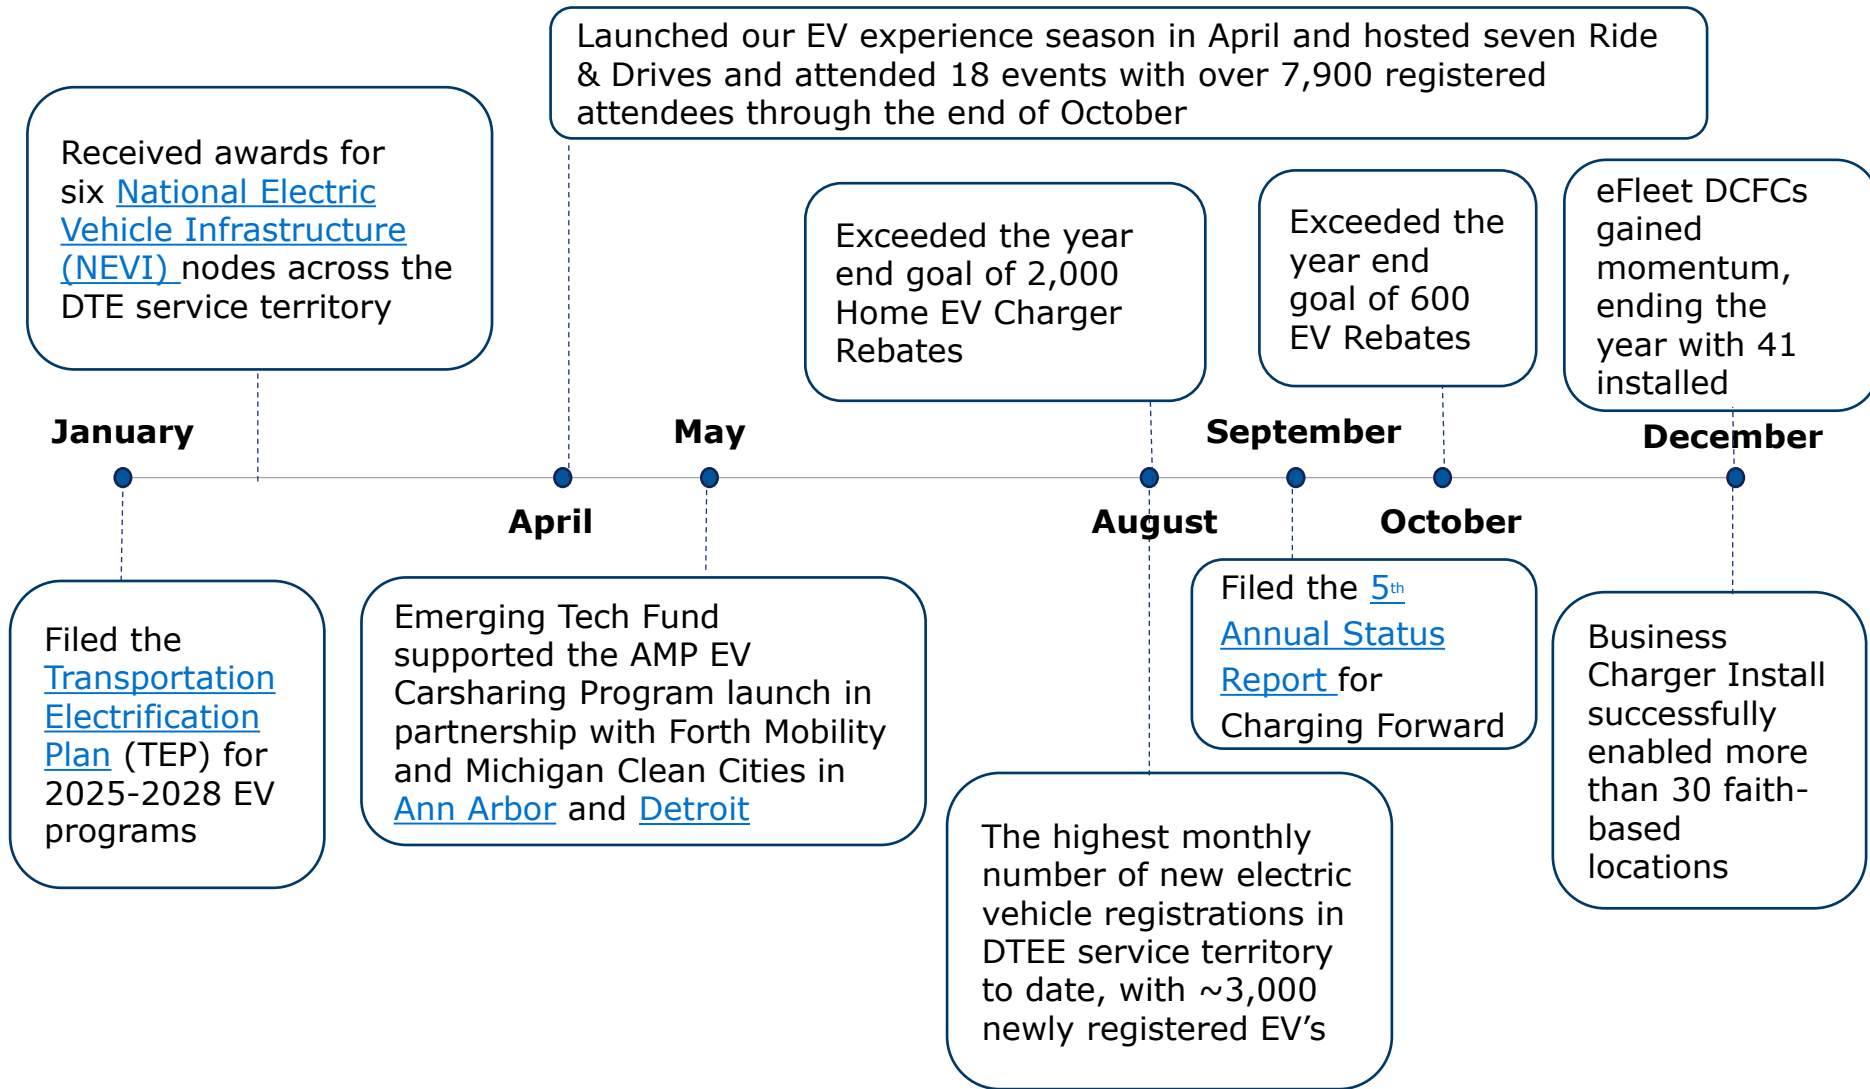 Launched our EV experience season in April and hosted seven Ride
& Drives and attended 18 events with over 7,900 registered
attendees through the end of October
Received awards for
six National Electric
Vehicle Infrastructure
(NEVI) nodes across the
DTE service territory
Exceeded the year
end goal of 2,000
Home EV Charger
Rebates
Exceeded the
year end
goal of 600
EV Rebates
eFleet DCFCs
gained
momentum,
ending the
year with 41
installed
January
May
September
December
April
August
October
Filed the
Transportation
Electrification
Plan (TEP) for
2025-2028 EV
programs
Emerging Tech Fund
supported the AMP EV
Carsharing Program launch in
partnership with Forth Mobility
and Michigan Clean Cities in
Ann Arbor and Detroit
The highest monthly
number of new electric
vehicle registrations in
DTEE service territory
to date, with ~3,000
newly registered EV’s
Filed the 5th
Annual Status
Report for
Charging Forward
Business
Charger Install
successfully
enabled more
than 30 faith-
based
locations